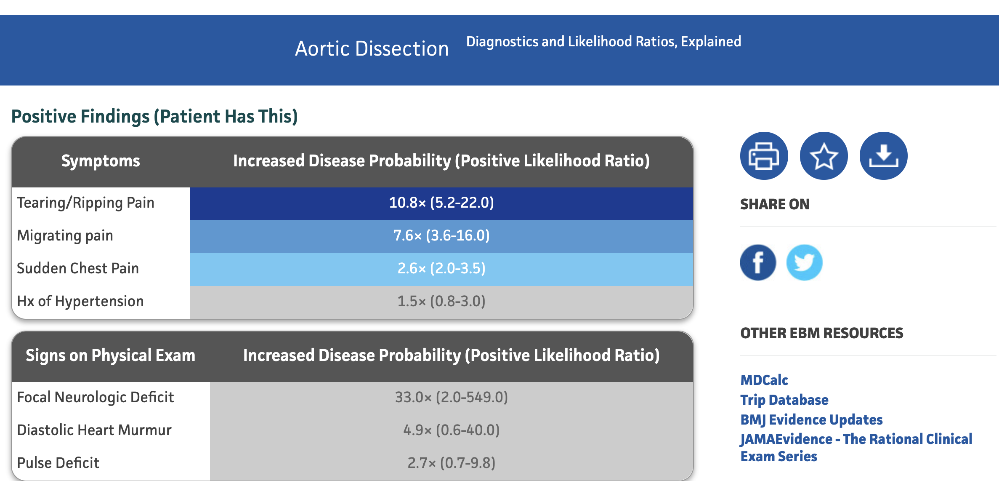 Aortic Dissection Diagnostics and Likelihood Ratios, Explained
Positive Findings (Patient Has This)
Symptoms Increased Disease Probability (Positive Likelihood Ratio)
Tearing/Ripping Pain 10.8× (5.2-22.0)
Migrating pain 7.6× (3.6-16.0)
Sudden Chest Pain 2.6× (2.0-3.5)
Hx of Hypertension 1.5× (0.8-3.0)
Signs on Physical Exam Increased Disease Probability (Positive Likelihood Ratio)
Focal Neurologic Deficit 33.0× (2.0-549.0)
Diastolic Heart Murmur 4.9× (0.6-40.0)
Pulse Deficit 2.7× (0.7-9.8)
SHARE ON
OTHER EBM RESOURCES
MDCalc
Trip Database
BMJ Evidence Updates
JAMAEvidence - The Rational Clinical
Exam Series